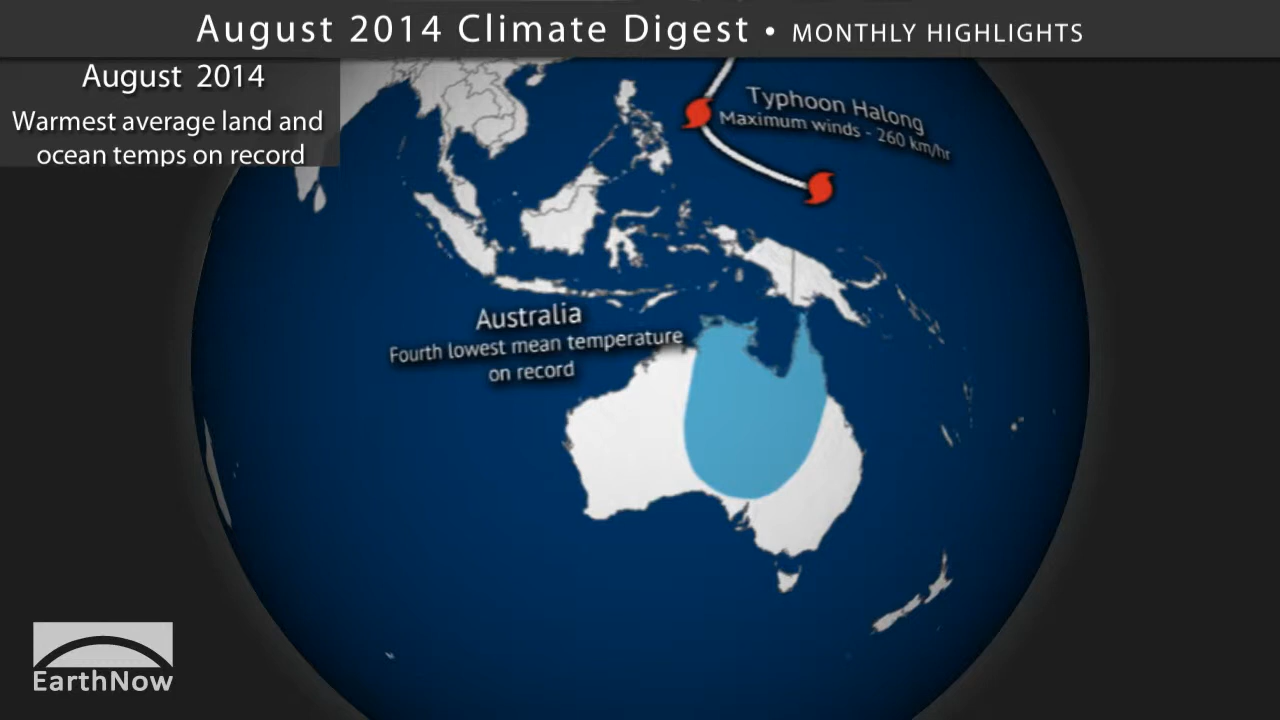 August 2014 Climate Digest • MONTHLY HIGHLIGHTS
August 2014
Warmest average land and
ocean temps on record
Typhoon Halong
Maximum winds - 260 km/hr
Australia
Fourth lowest mean temperature
on record
EarthNow